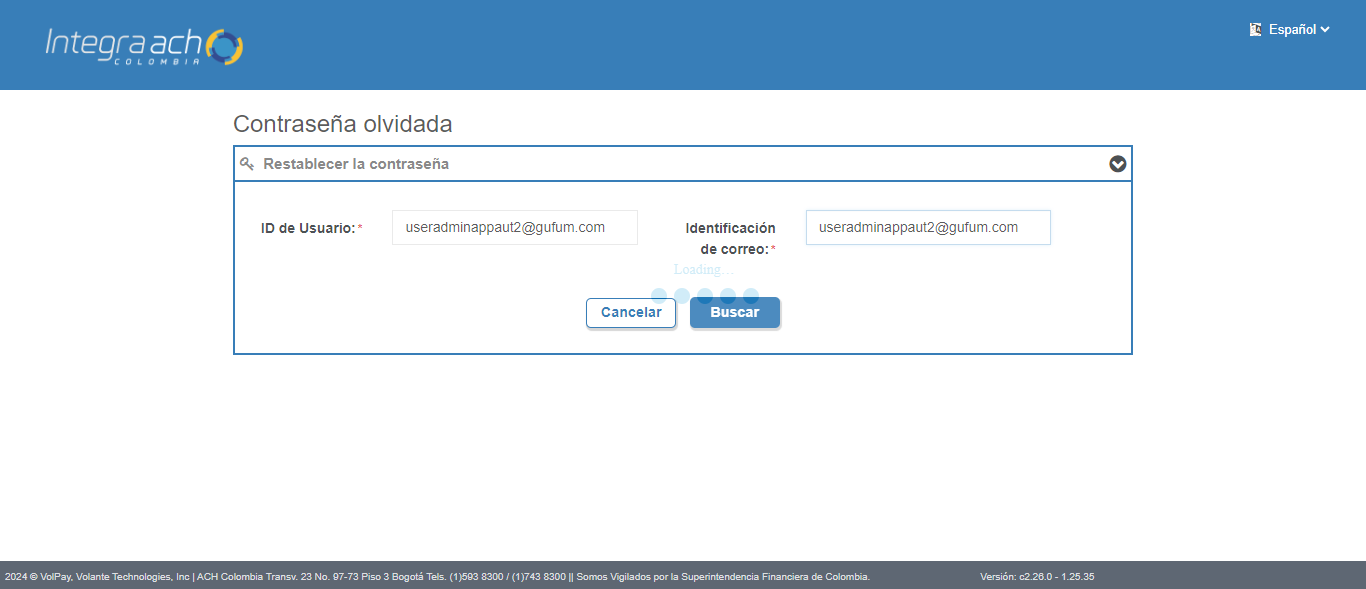 Integra ach
COLOMBIA
Español
Contraseña olvidada
Restablecer la contraseña
ID de Usuario:*
useradminappaut2@gufum.com
Identificación
de correo:*
useradminappaut2@gufum.com
Loading...
Cancelar
Buscar
2024 © VolPay, Volante Technologies, Inc | ACH Colombia Transv. 23 No. 97-73 Piso 3 Bogotá Tels. (1)593 8300 / (1)743 8300 || Somos Vigilados por la Superintendencia Financiera de Colombia.
Versión: c2.26.0 - 1.25.35